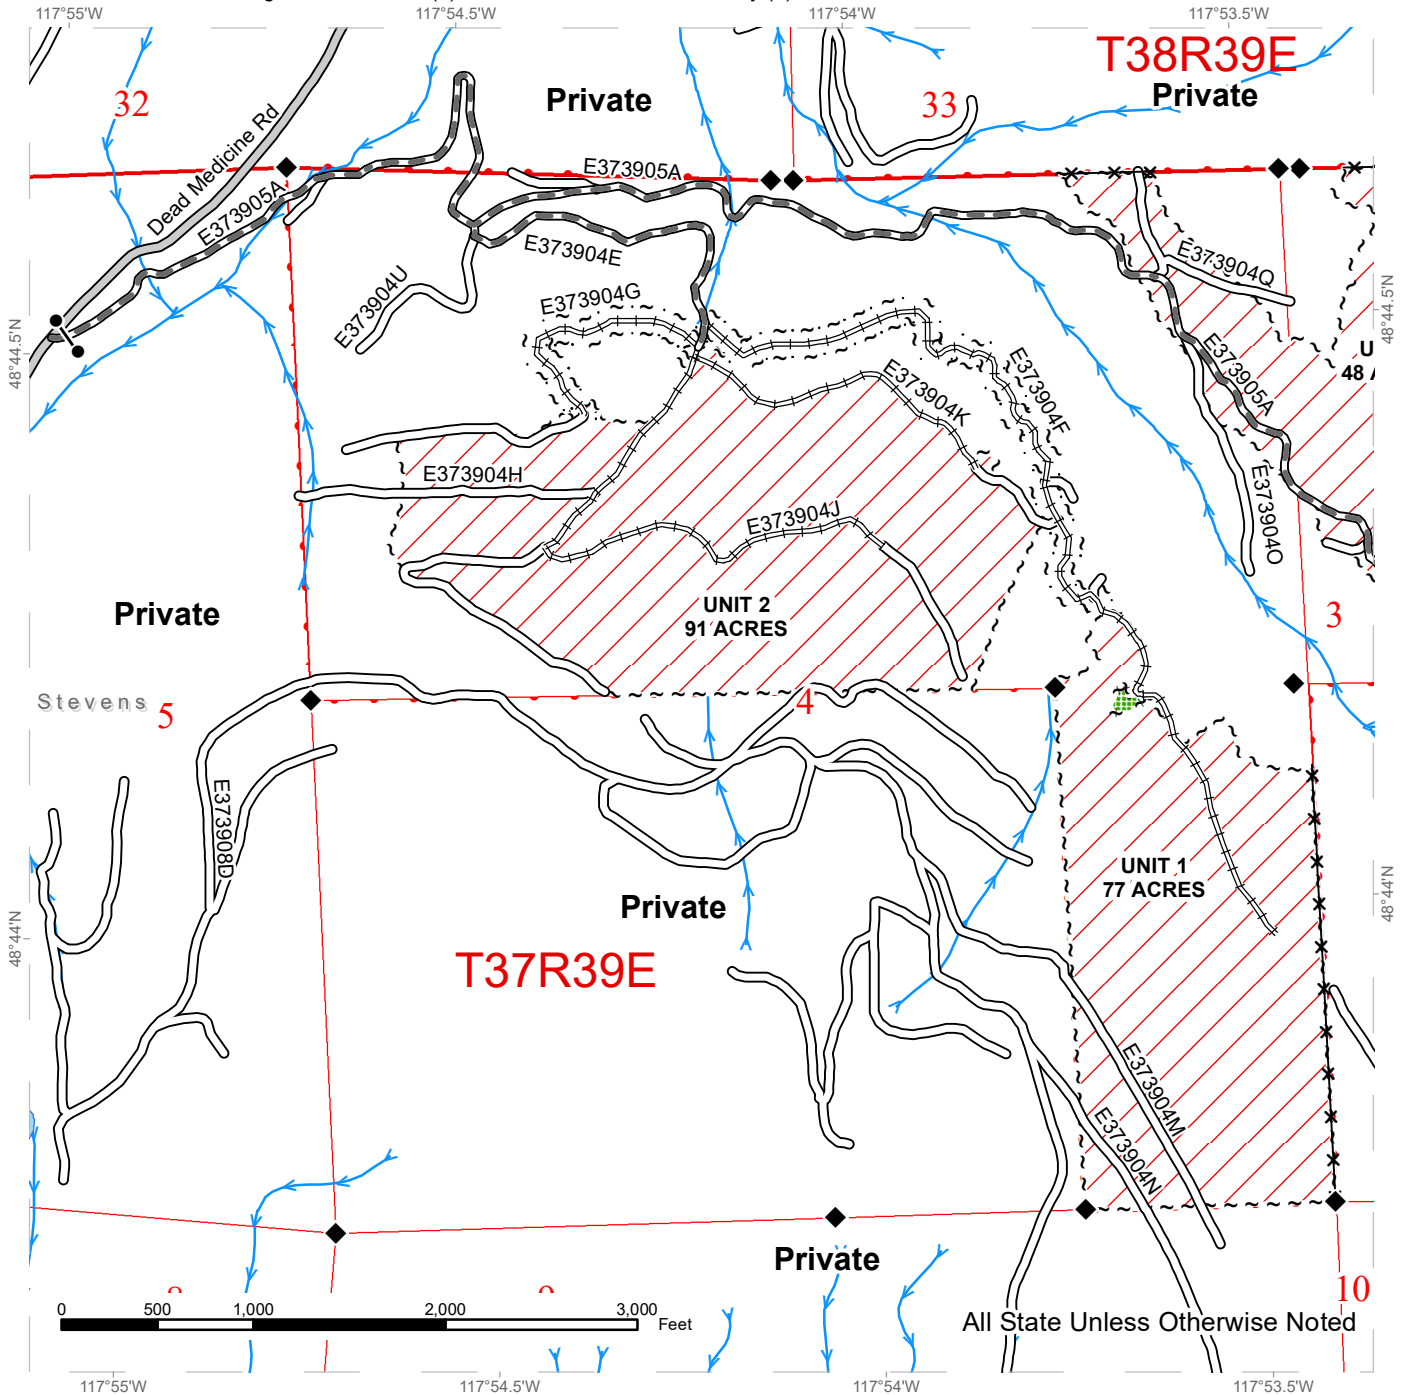 117°55'W
117°54.5'W
117°54'W
117°53.5'W
T38R39E
Private
Private
32
33
Dead Medicine Rd
E373905A
E373905A
E373904E
E373904U
E373904G
E373904Q
48°44.5'N
48°44.5'N
E373904K
E373904F
E373905A
48
E373904H
E373904J
E373904O
UNIT 2
91 ACRES
Private
3
Stevens
5
4
E373908D
UNIT 1
77 ACRES
Private
48°44'N
48°44'N
T37R39E
E373904M
E373904N
Private
10
0
500
1,000
2,000
3,000
Feet
All State Unless Otherwise Noted
117°55'W
117°54.5'W
117°54'W
117°53.5'W